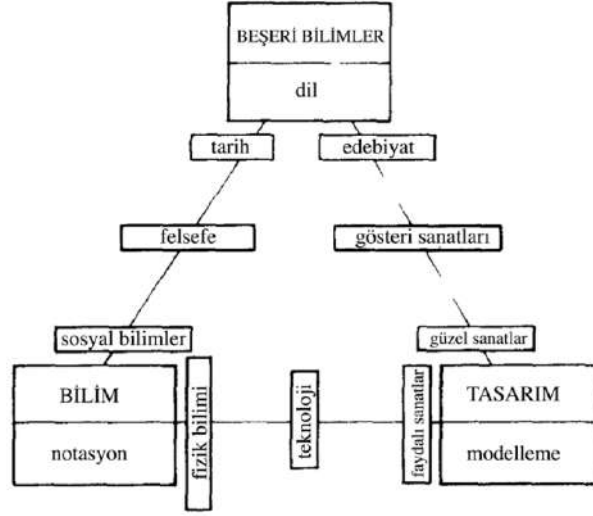 BEŞERİ BİLİMLER
dil
tarih
edebiyat
felsefe
gösteri sanatları
sosyal bilimler
güzel sanatlar
BİLİM
notasyon
fizik bilimi
teknoloji
faydalı sanatlar
TASARIM
modelleme